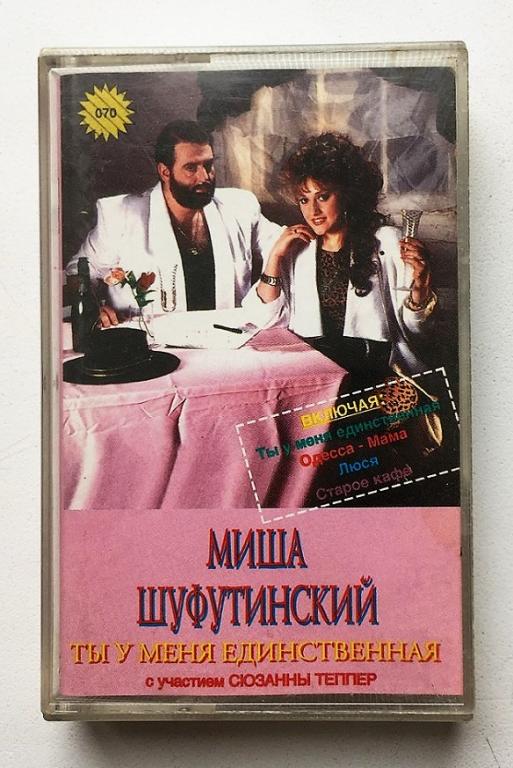 070
ВКЛЮЧАЯ:
Ты у меня единственная
Одесса - Мама
Люся
Старое кафе
МИША
ШУФУТИНСКИЙ
ТЫ У МЕНЯ ЕДИНСТВЕННАЯ
с участием СЮЗАННЫ ТЕППЕР